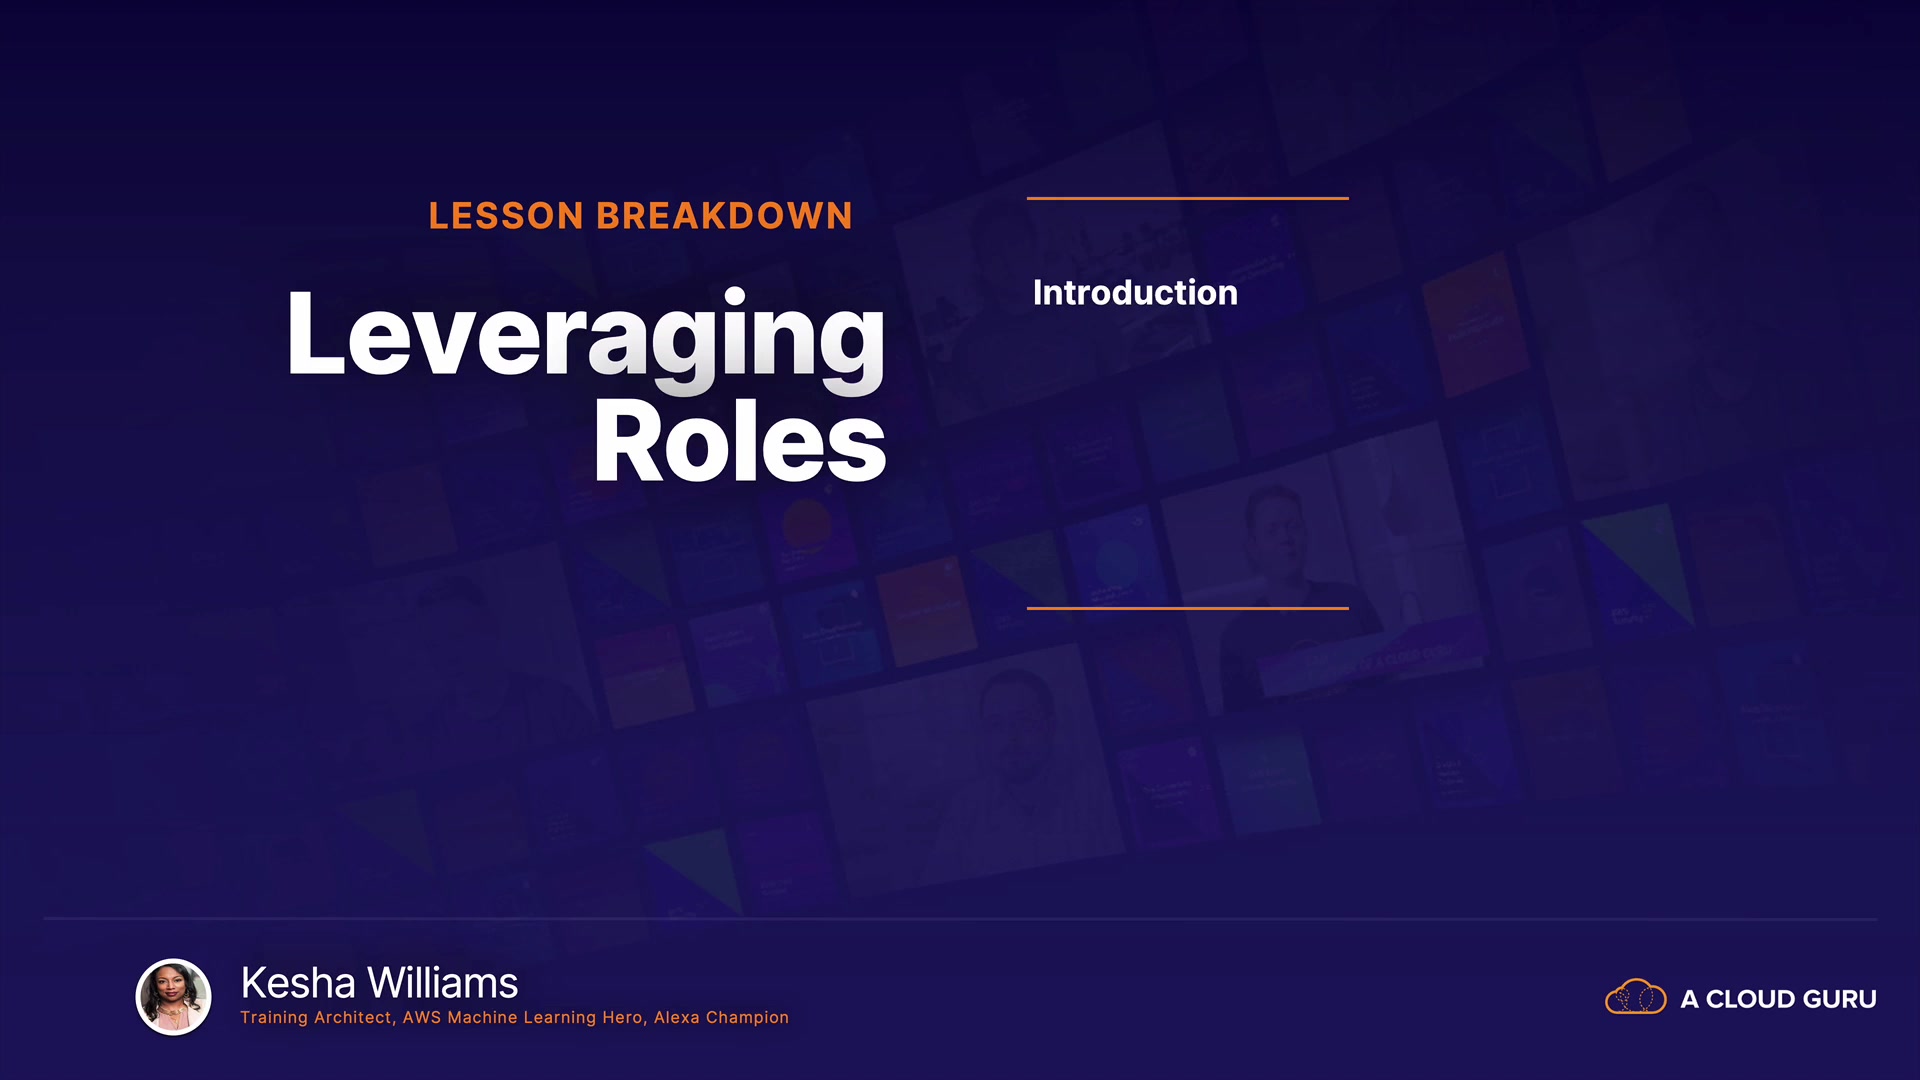 LESSON BREAKDOWN
Leveraging
Roles
Introduction
Kesha Williams
Training Architect, AWS Machine Learning Hero, Alexa Champion
A CLOUD GURU